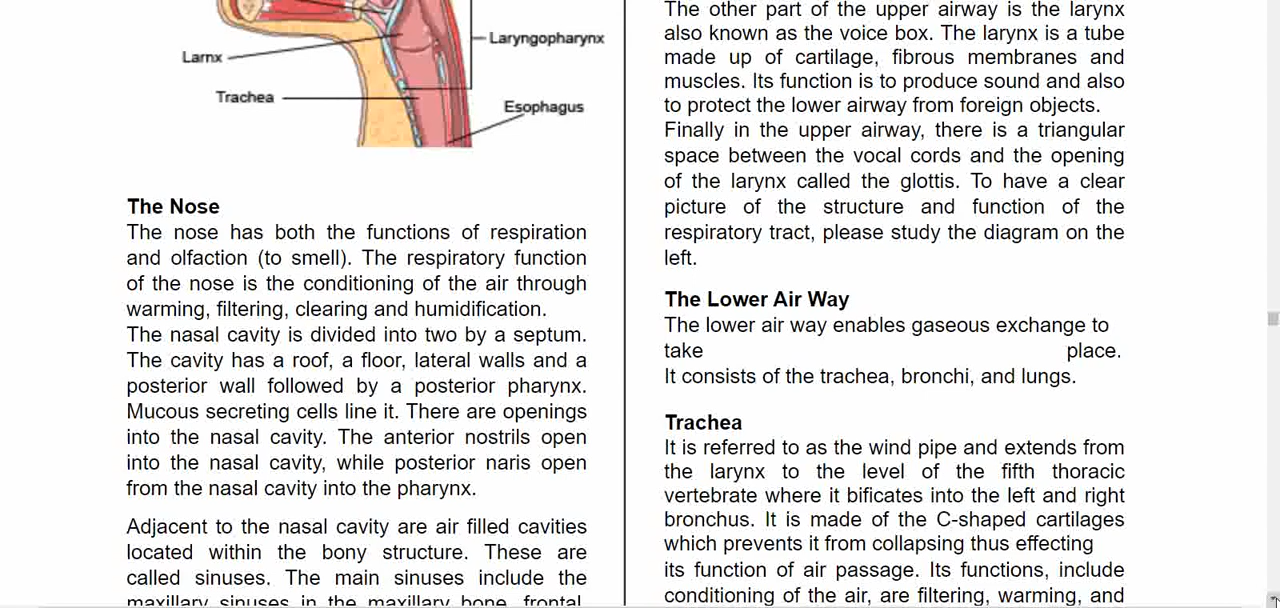 Larnx
Trachea
Laryngopharynx
Esophagus
The Nose
The nose has both the functions of respiration
and olfaction (to smell). The respiratory function
of the nose is the conditioning of the air through
warming, filtering, clearing and humidification.
The nasal cavity is divided into two by a septum.
The cavity has a roof, a floor, lateral walls and a
posterior wall followed by a posterior pharynx.
Mucous secreting cells line it. There are openings
into the nasal cavity. The anterior nostrils open
into the nasal cavity, while posterior naris open
from the nasal cavity into the pharynx.
Adjacent to the nasal cavity are air filled cavities
located within the bony structure. These are
called sinuses. The main sinuses include the
maxillary sinuses in the maxillary bone, frontal,
The other part of the upper airway is the larynx
also known as the voice box. The larynx is a tube
made up of cartilage, fibrous membranes and
muscles. Its function is to produce sound and also
to protect the lower airway from foreign objects.
Finally in the upper airway, there is a triangular
space between the vocal cords and the opening
of the larynx called the glottis. To have a clear
picture of the structure and function of the
respiratory tract, please study the diagram on the
left.
The Lower Air Way
The lower air way enables gaseous exchange to
take place.
It consists of the trachea, bronchi, and lungs.
Trachea
It is referred to as the wind pipe and extends from
the larynx to the level of the fifth thoracic
vertebrate where it bificates into the left and right
bronchus. It is made of the C-shaped cartilages
which prevents it from collapsing thus effecting
its function of air passage. Its functions, include
conditioning of the air, are filtering, warming, and